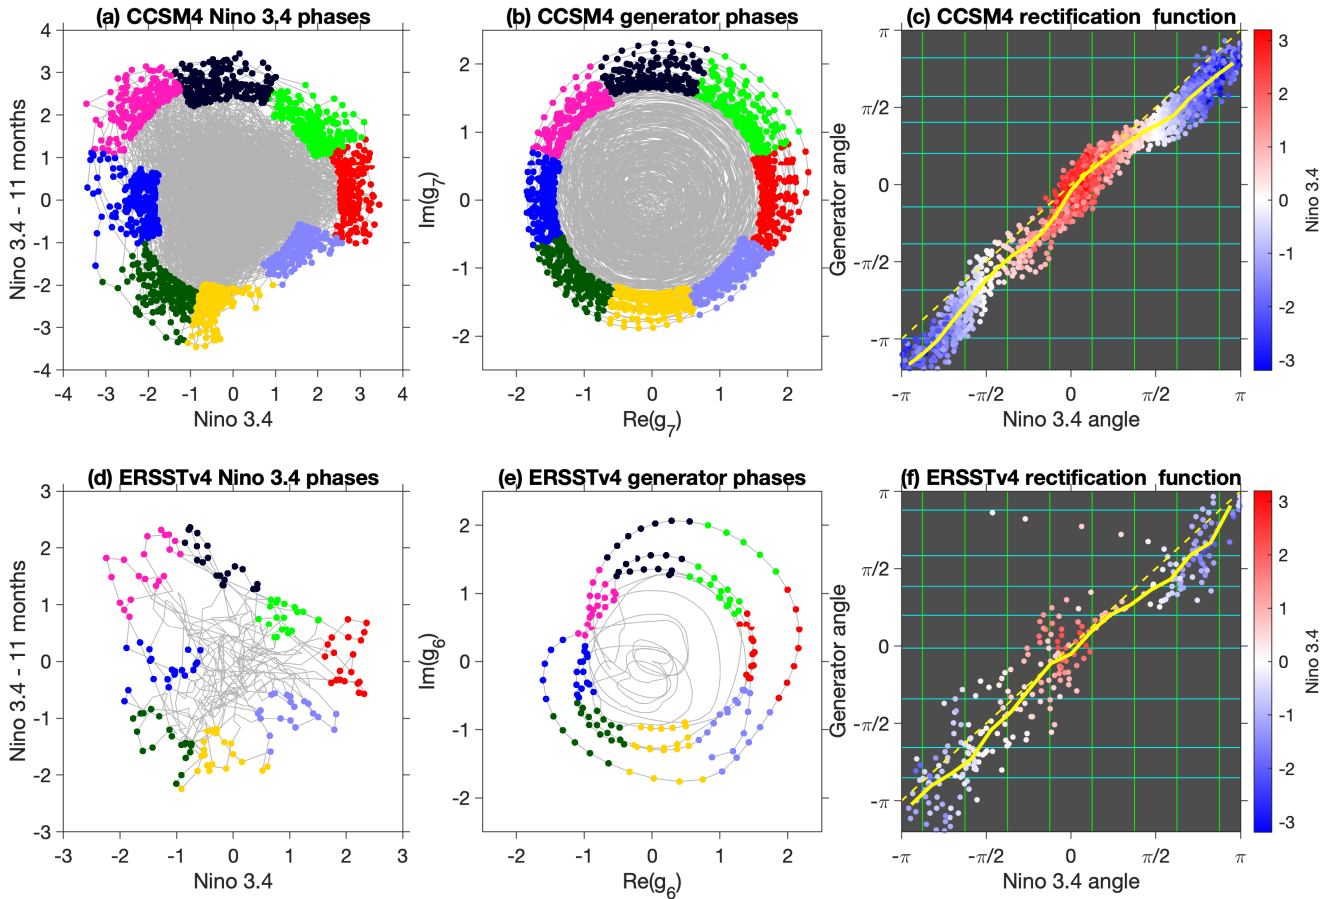 (a) CCSM4 Nino 3.4 phases
4
3
2
1
0
-1
-2
-3
-4
-4 -3 -2 -1 0 1 2 3 4
Nino 3.4 - 11 months
Nino 3.4
(b) CCSM4 generator phases
2
1
0
-1
-2
-2 -1 0 1 2
Im(g7)
Re(g7)
(c) CCSM4 rectification function
π
π/2
0
-π/2
-π
-π -π/2 0 π/2 π
Generator angle
Nino 3.4 angle
3
2
1
0
-1
-2
-3
Nino 3.4
(d) ERSSTv4 Nino 3.4 phases
3
2
1
0
-1
-2
-3
-3 -2 -1 0 1 2 3
Nino 3.4 - 11 months
Nino 3.4
(e) ERSSTv4 generator phases
2
1
0
-1
-2
-2 -1 0 1 2
Im(g6)
Re(g6)
(f) ERSSTv4 rectification function
π
π/2
0
-π/2
-π
-π -π/2 0 π/2 π
Generator angle
Nino 3.4 angle
3
2
1
0
-1
-2
-3
Nino 3.4